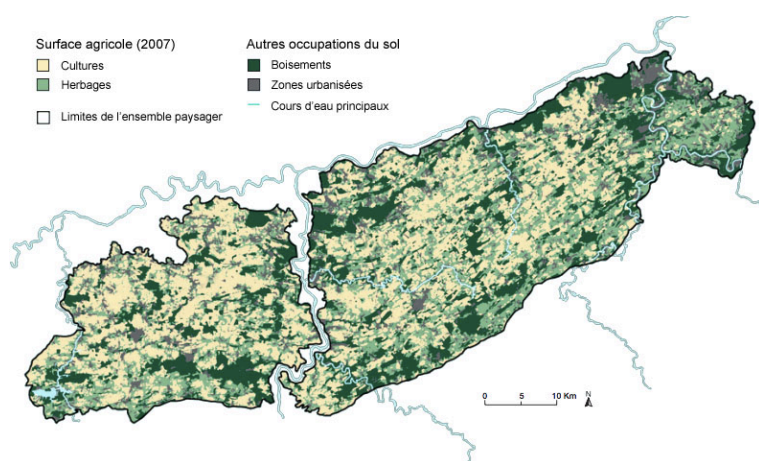 Surface agricole (2007)
Cultures
Herbages
Limites de l'ensemble paysager
Autres occupations du sol
Boisements
Zones urbanisées
Cours d'eau principaux
0 5 10 Km N